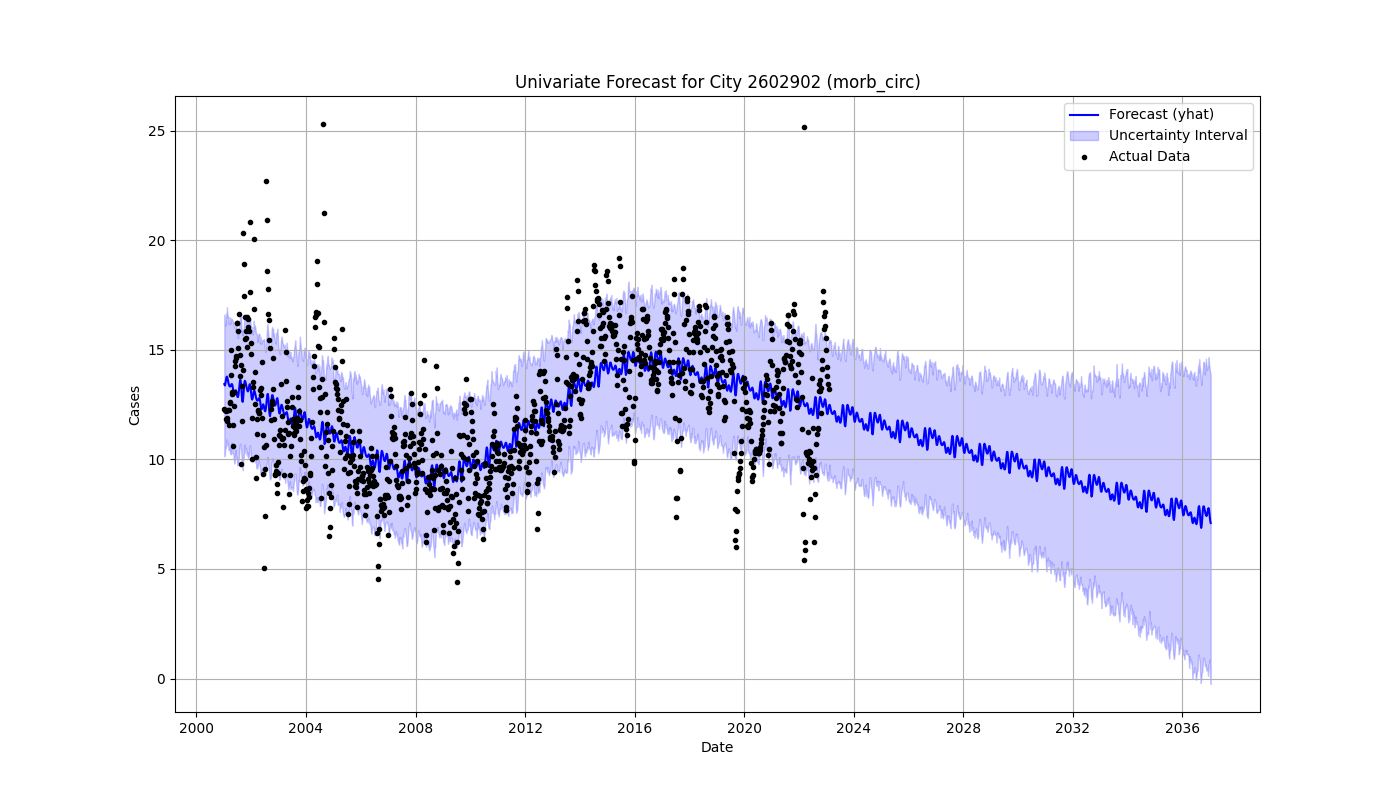 Univariate Forecast for City 2602902 (morb_circ)
Forecast (yhat)
Uncertainty Interval
Actual Data
Cases
25
20
15
10
5
0
2000 2004 2008 2012 2016 2020 2024 2028 2032 2036
Date